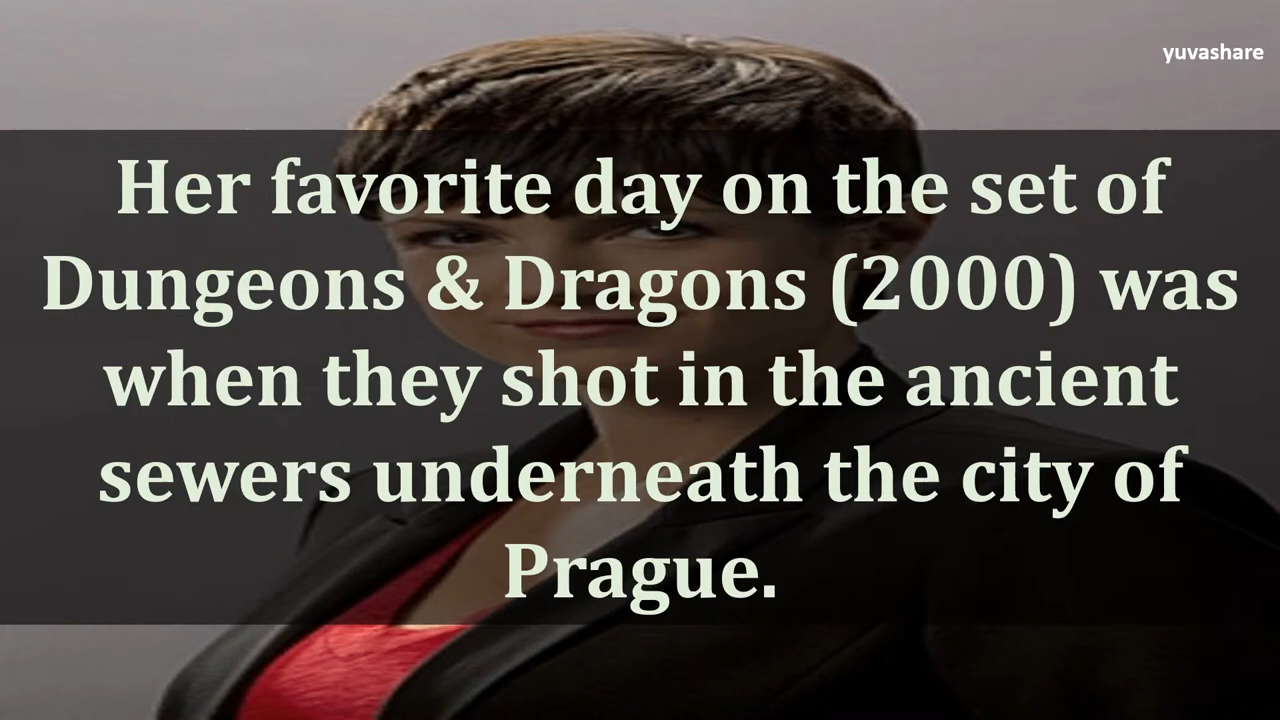 yuvashare
Her favorite day on the set of
Dungeons & Dragons (2000) was
when they shot in the ancient
sewers underneath the city of
Prague.